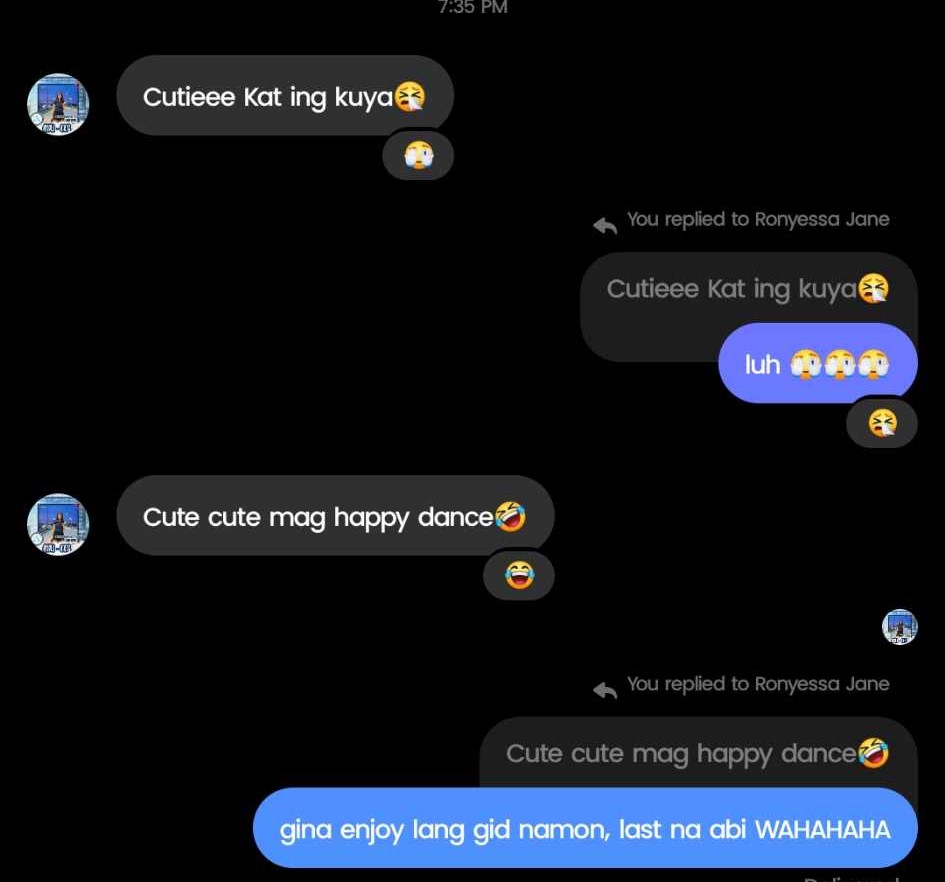 7:35 PM
Cutieee Kat ing kuya🤧
🫣
You replied to Ronyessa Jane
Cutieee Kat ing kuya🤧
luh 🫣🫣🫣
🤧
Cute cute mag happy dance🤣
😂
You replied to Ronyessa Jane
Cute cute mag happy dance🤣
gina enjoy lang gid namon, last na abi WAHAHAHA